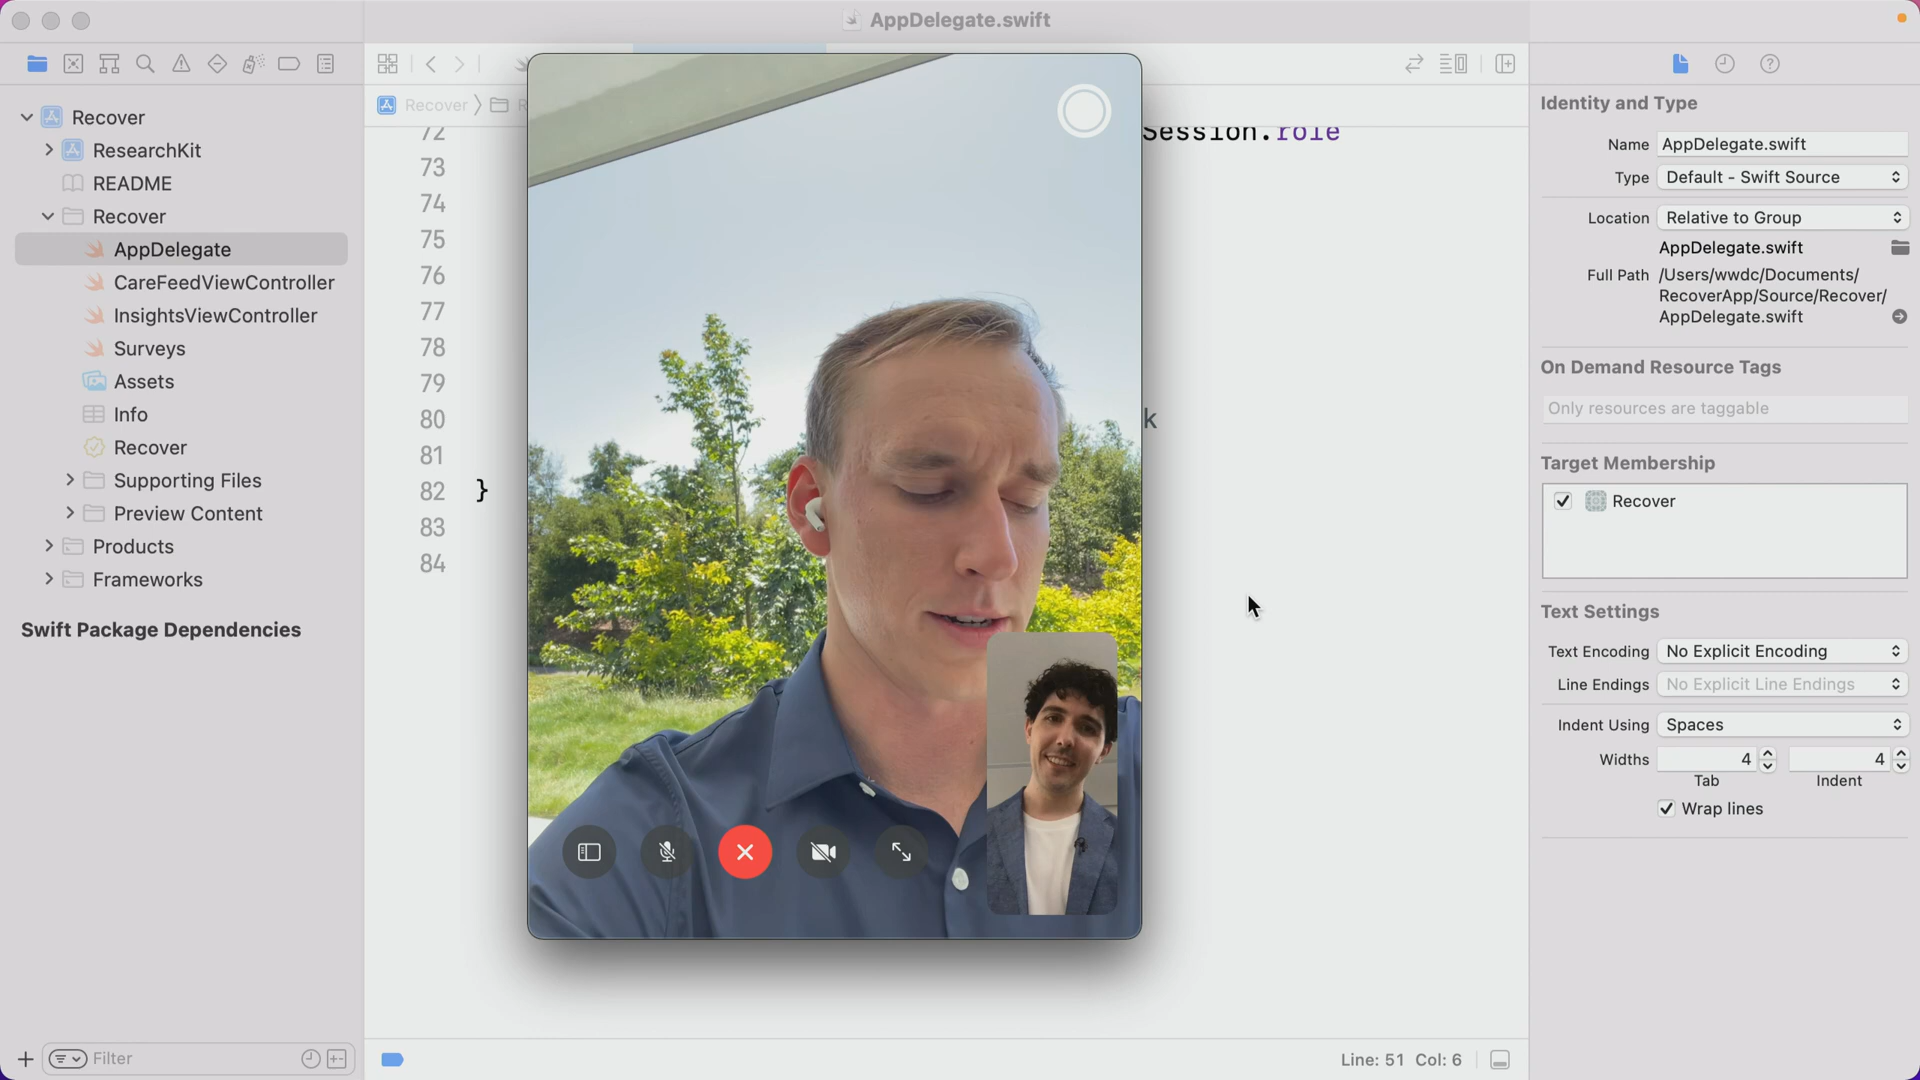 AppDelegate.swift
Recover
ResearchKit
README
Recover
AppDelegate
CareFeedViewController
InsightsViewController
Surveys
Assets
Info
Recover
Supporting Files
Preview Content
Products
Frameworks
Swift Package Dependencies
Filter
Recover
72 Session.role
73
74
75
76
77
78
79
80 k
81
82 }
83
84
Line: 51 Col: 6
Identity and Type
Name AppDelegate.swift
Type Default - Swift Source
Location Relative to Group
AppDelegate.swift
Full Path /Users/wwdc/Documents/
RecoverApp/Source/Recover/
AppDelegate.swift
On Demand Resource Tags
Only resources are taggable
Target Membership
Recover
Text Settings
Text Encoding No Explicit Encoding
Line Endings No Explicit Line Endings
Indent Using Spaces
Widths 4 4
Tab Indent
Wrap lines